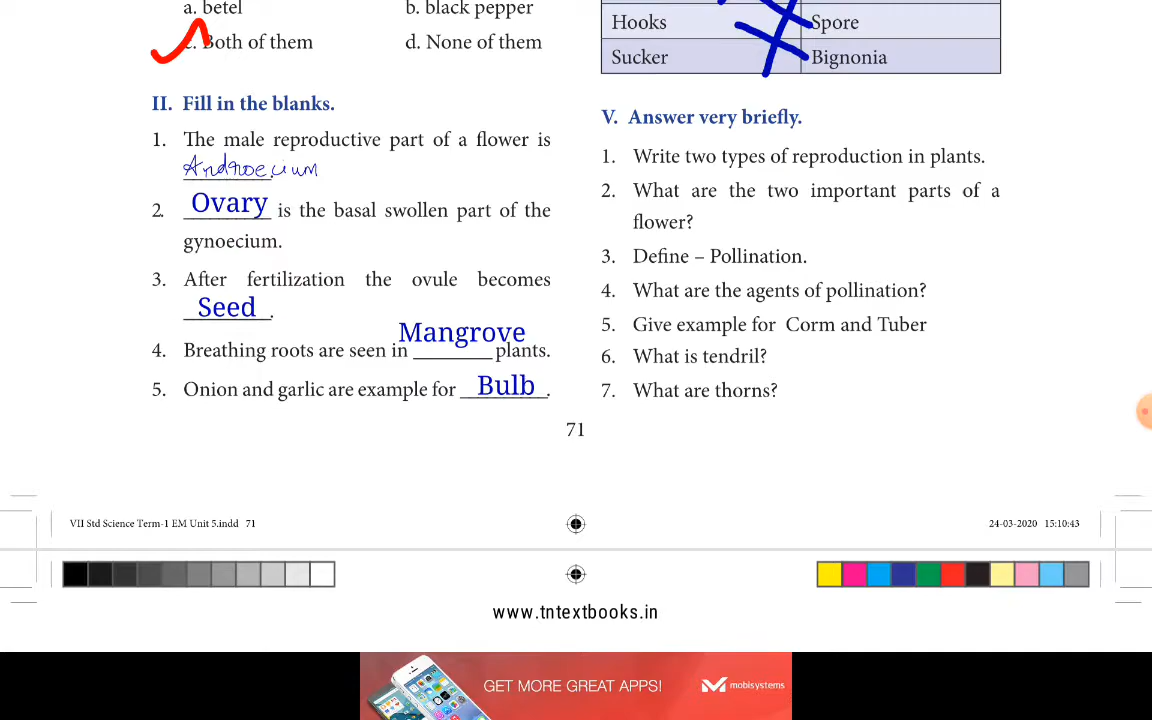 a. betel
b. black pepper
c. Both of them
d. None of them
II. Fill in the blanks.
1. The male reproductive part of a flower is
Androecium.
2. Ovary is the basal swollen part of the
gynoecium.
3. After fertilization the ovule becomes
Seed.
Mangrove
4. Breathing roots are seen in ________ plants.
5. Onion and garlic are example for Bulb.
Hooks Spore
Sucker Bignonia
V. Answer very briefly.
1. Write two types of reproduction in plants.
2. What are the two important parts of a
flower?
3. Define – Pollination.
4. What are the agents of pollination?
5. Give example for Corm and Tuber
6. What is tendril?
7. What are thorns?
71
VII Std Science Term-1 EM Unit 5.indd 71
24-03-2020 15:10:43
www.tntextbooks.in
GET MORE GREAT APPS!
mobisystems